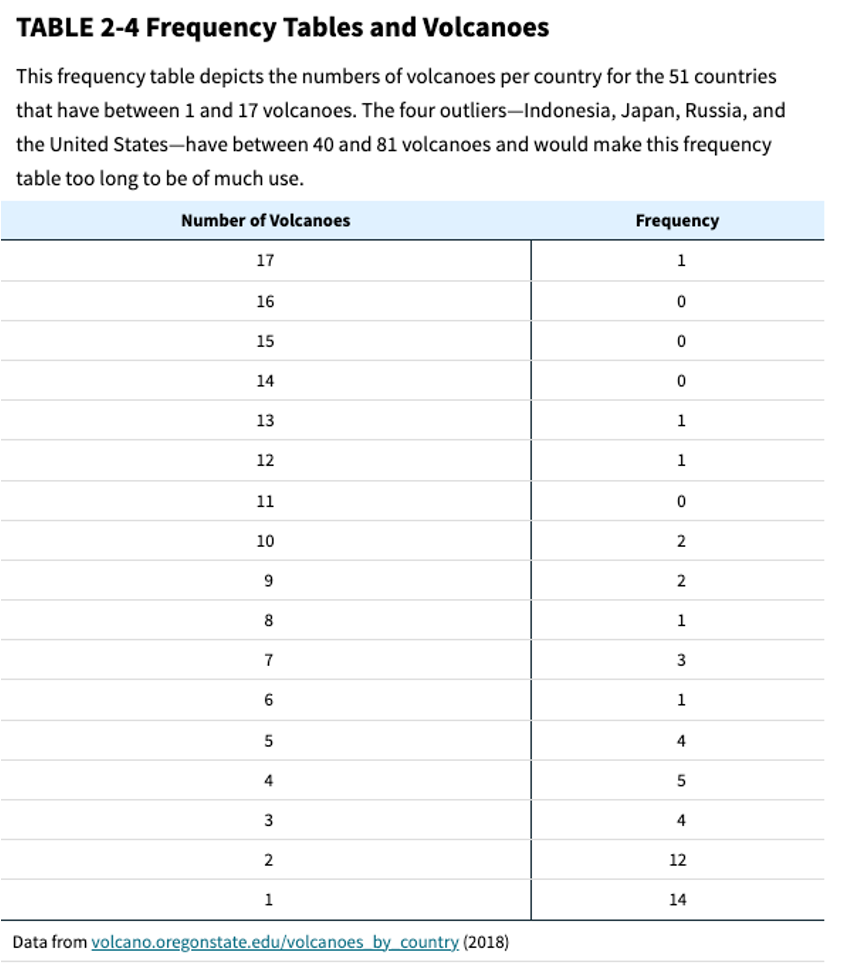 TABLE 2-4 Frequency Tables and Volcanoes
This frequency table depicts the numbers of volcanoes per country for the 51 countries
that have between 1 and 17 volcanoes. The four outliers—Indonesia, Japan, Russia, and
the United States—have between 40 and 81 volcanoes and would make this frequency
table too long to be of much use.
Number of Volcanoes Frequency
17 1
16 0
15 0
14 0
13 1
12 1
11 0
10 2
9 2
8 1
7 3
6 1
5 4
4 5
3 4
2 12
1 14
Data from volcano.oregonstate.edu/volcanoes_by_country (2018)